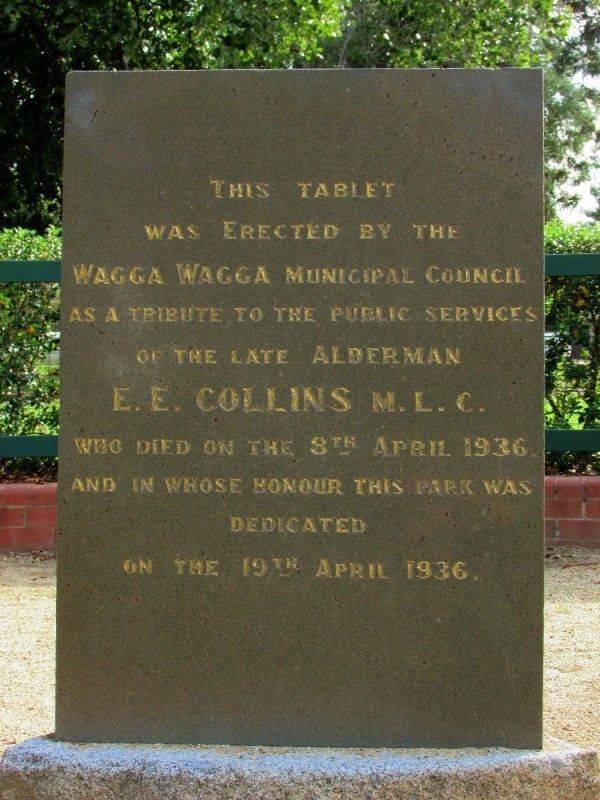 THIS TABLET
WAS ERECTED BY THE
WAGGA WAGGA MUNICIPAL COUNCIL
AS A TRIBUTE TO THE PUBLIC SERVICES
OF THE LATE ALDERMAN
E. E. COLLINS M. L. C.
WHO DIED ON THE 8TH APRIL 1936.
AND IN WHOSE HONOUR THIS PARK WAS
DEDICATED
ON THE 19TH APRIL 1936.